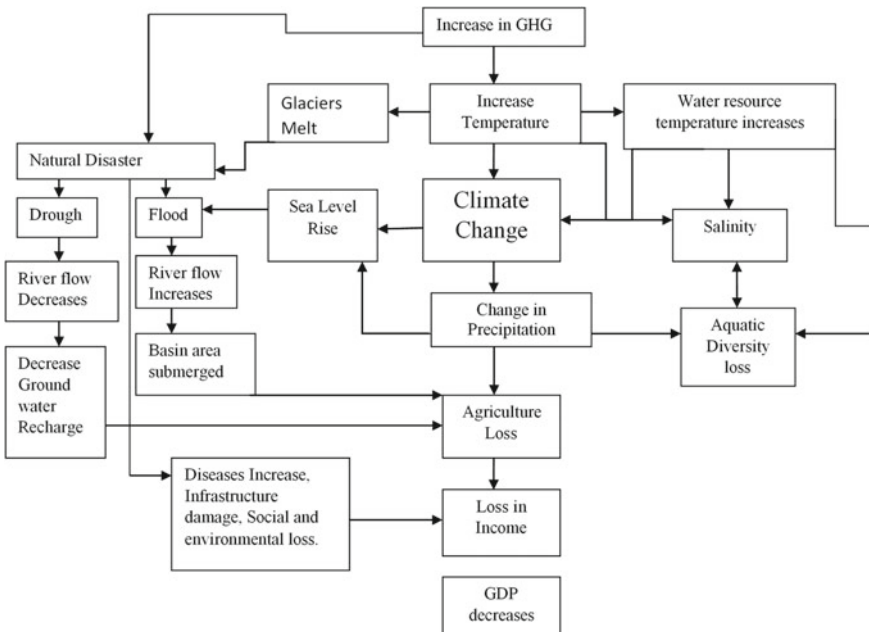 Increase in GHG
Glaciers
Melt
Increase
Temperature
Water resource
temperature increases
Natural Disaster
Drough
Flood
Sea Level
Rise
Climate
Change
Salinity
River flow
Decreases
River flow
Increases
Change in
Precipitation
Aquatic
Diversity
loss
Decrease
Ground
water
Recharge
Basin area
submerged
Agriculture
Loss
Diseases Increase,
Infrastructure
damage, Social and
environmental loss.
Loss in
Income
GDP
decreases